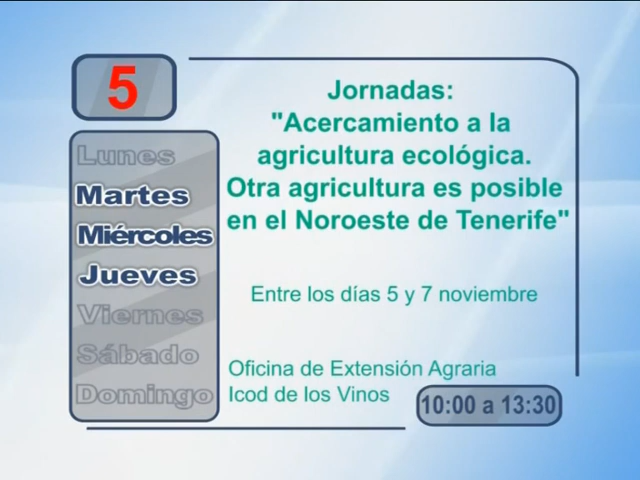 5
Lunes
Martes
Miércoles
Jueves
Viernes
Sábado
Domingo
Jornadas:
"Acercamiento a la
agricultura ecológica.
Otra agricultura es posible
en el Noroeste de Tenerife"
Entre los días 5 y 7 noviembre
Oficina de Extensión Agraria
Icod de los Vinos
10:00 a 13:30